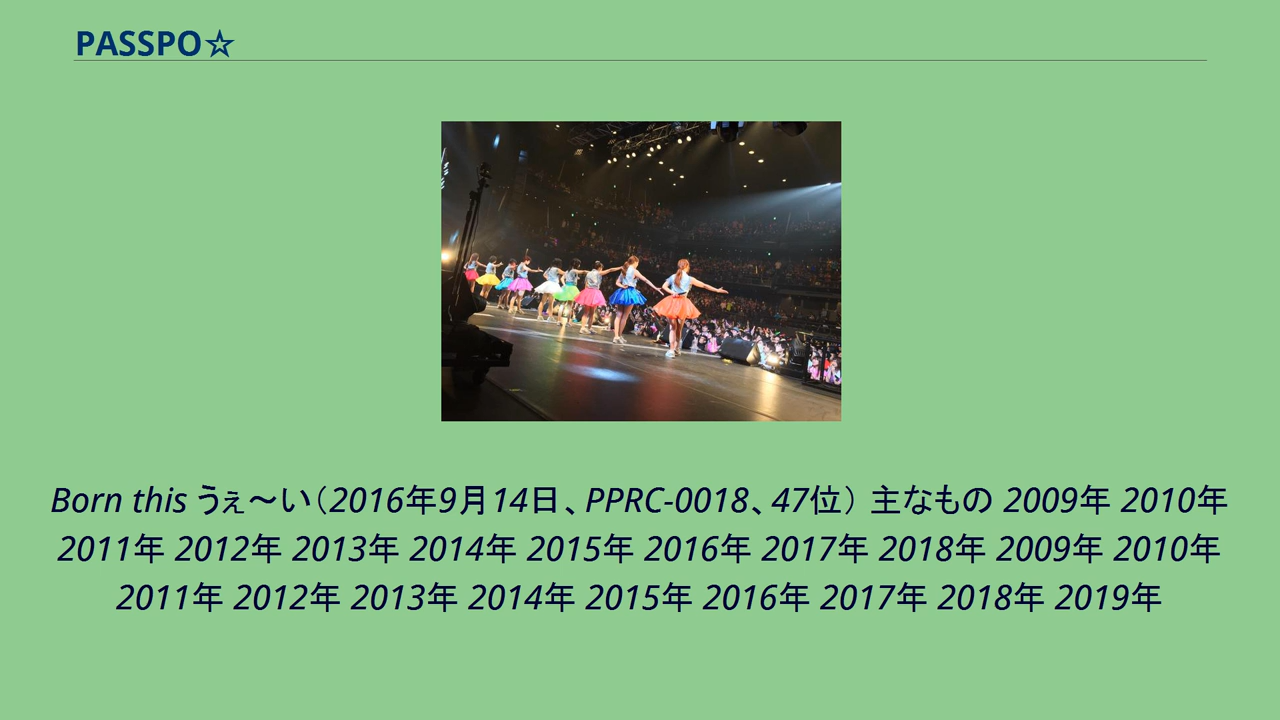 PASSPO☆
Born this うぇ〜い（2016年9月14日、PPRC-0018、47位） 主なもの 2009年 2010年
2011年 2012年 2013年 2014年 2015年 2016年 2017年 2018年 2009年 2010年
2011年 2012年 2013年 2014年 2015年 2016年 2017年 2018年 2019年